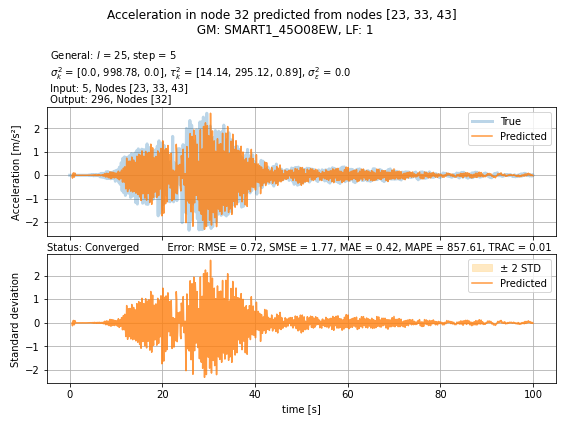 Acceleration in node 32 predicted from nodes [23, 33, 43]
GM: SMART1_45O08EW, LF: 1
General: l = 25, step = 5
σ²_k = [0.0, 998.78, 0.0], τ²_k = [14.14, 295.12, 0.89], σ²_ε = 0.0
Input: 5, Nodes [23, 33, 43]
Output: 296, Nodes [32]
Acceleration [m/s²]
2
1
0
−1
−2
True
Predicted
Status: Converged
Error: RMSE = 0.72, SMSE = 1.77, MAE = 0.42, MAPE = 857.61, TRAC = 0.01
Standard deviation
2
1
0
−1
−2
± 2 STD
Predicted
0 20 40 60 80 100
time [s]